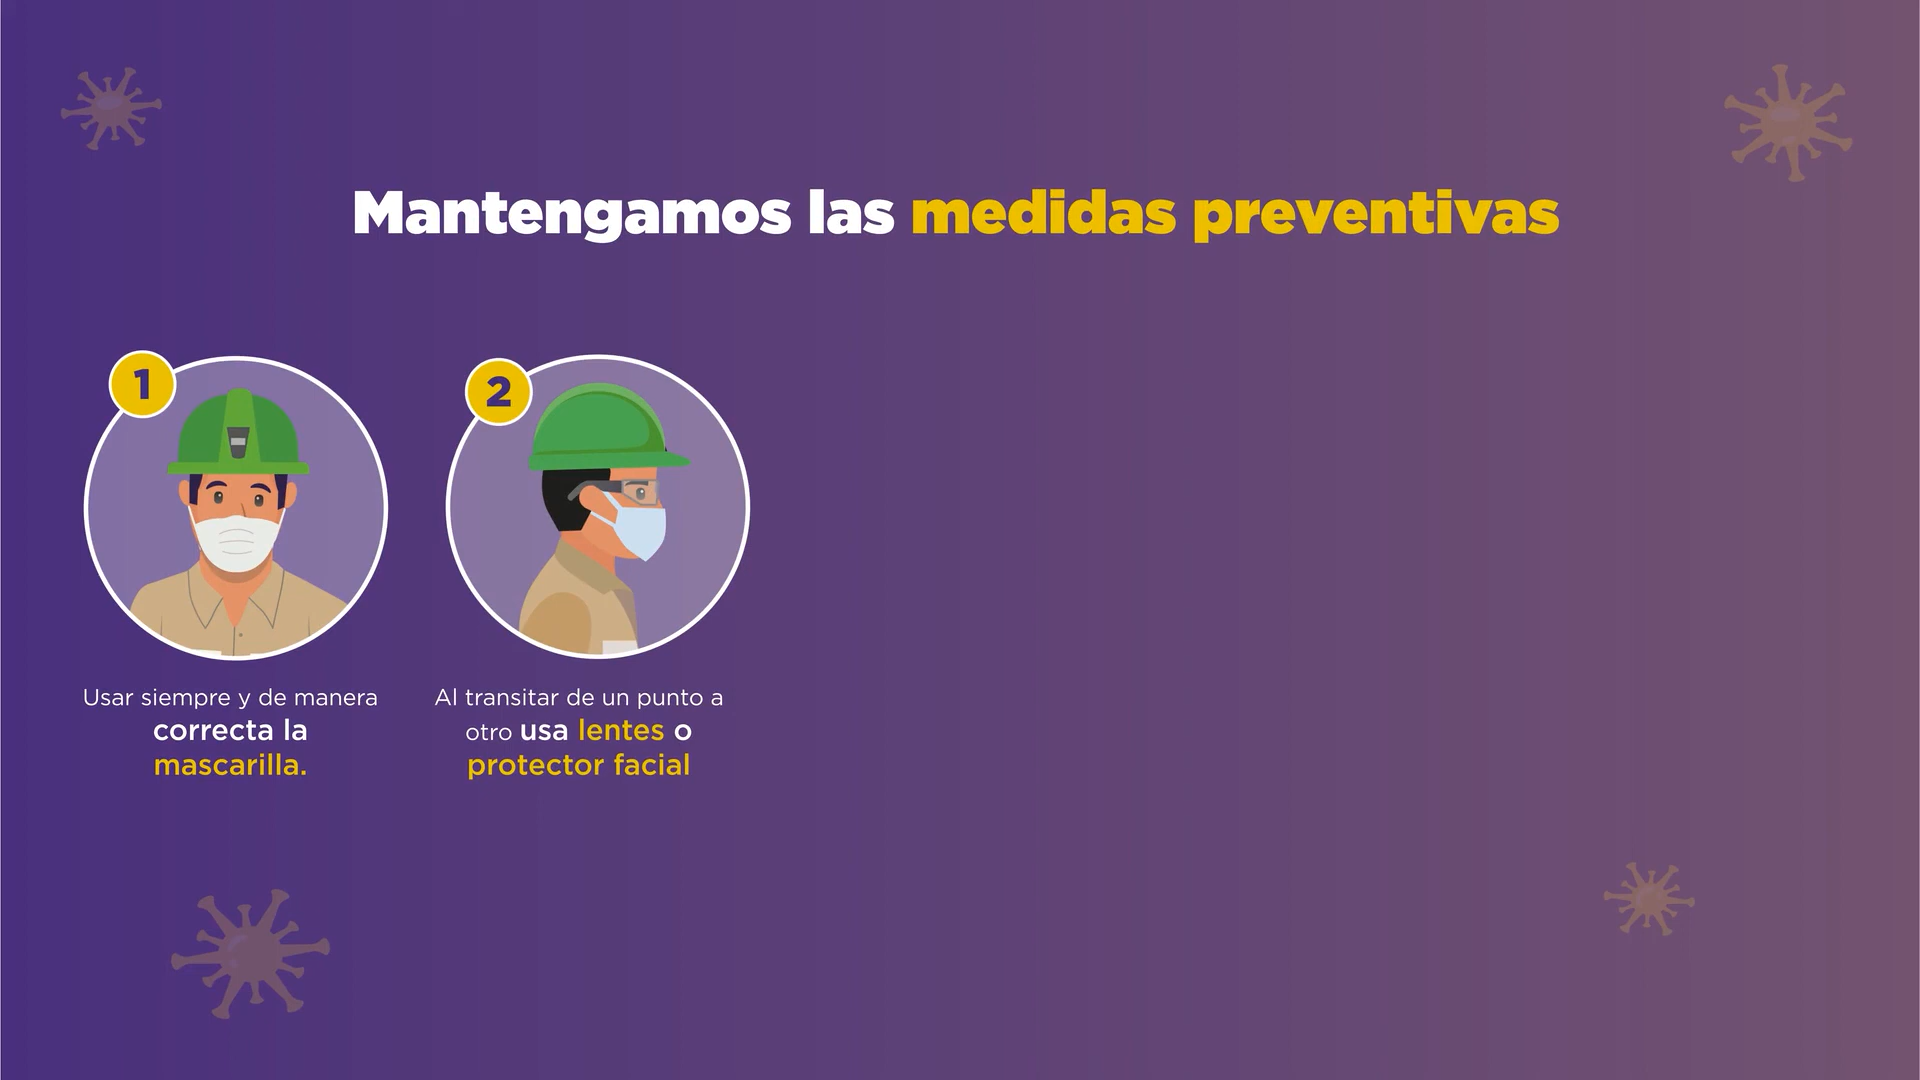 Mantengamos las medidas preventivas
1
Usar siempre y de manera
correcta la
mascarilla.
2
Al transitar de un punto a
otro usa lentes o
protector facial